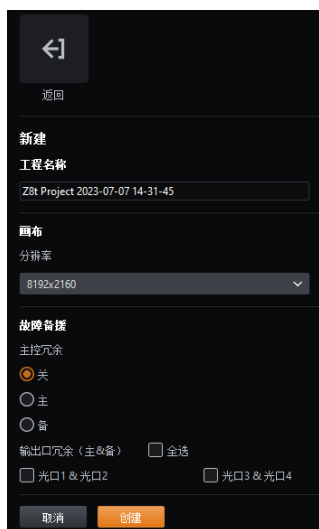 返回
新建
工程名称
Z8t Project 2023-07-07 14-31-45
画布
分辨率
8192x2160
故障备援
主控冗余
关
主
备
输出口冗余（主&备） 全选
光口1 & 光口2 光口3 & 光口4
取消 创建